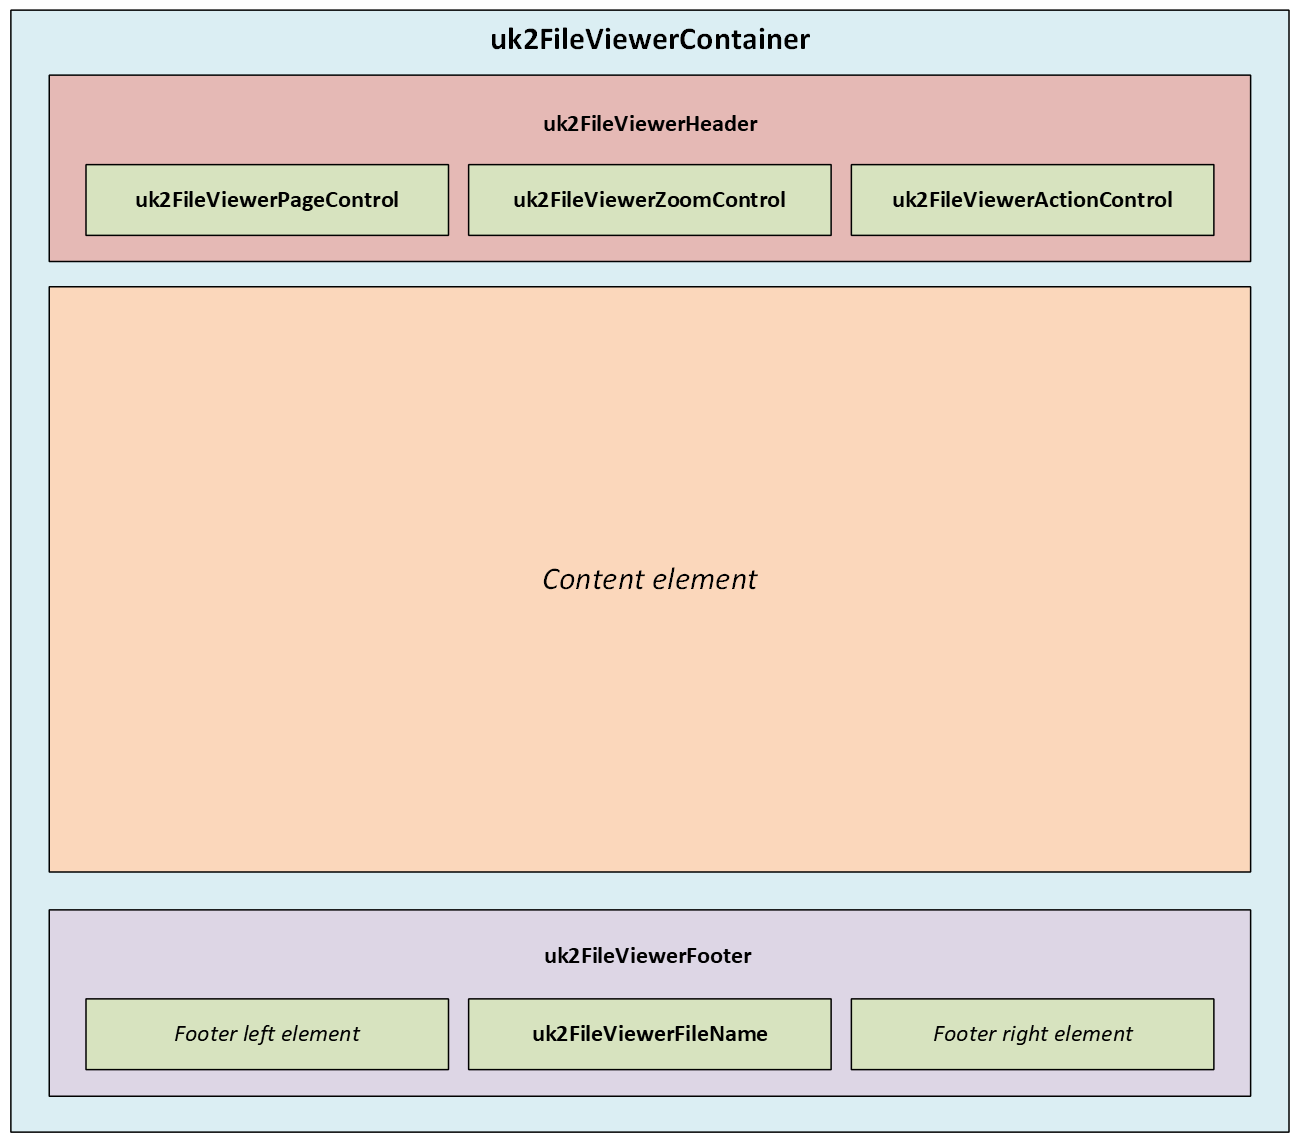 uk2FileViewerContainer
uk2FileViewerHeader
uk2FileViewerPageControl
uk2FileViewerZoomControl
uk2FileViewerActionControl
Content element
uk2FileViewerFooter
Footer left element
uk2FileViewerFileName
Footer right element